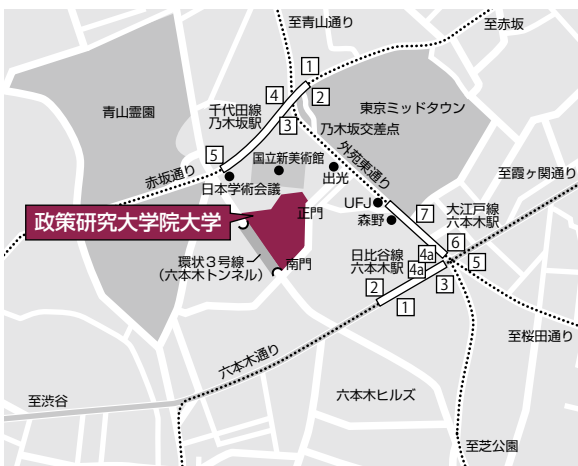 至青山通り
至赤坂
1
4
2
青山霊園
千代田線
乃木坂駅
東京ミッドタウン
3
乃木坂交差点
5
国立新美術館
外苑東通り
赤坂通り
出光
至霞ヶ関方面
日本学術会議
UFJ
正門
7
大江戸線
六本木駅
政策研究大学院大学
森野
日比谷線
六本木駅
4a
6
環状3号線
(六本木トンネル)
南門
4a
5
2
3
1
至桜田通り
六本木通り
至渋谷
六本木ヒルズ
至芝公園